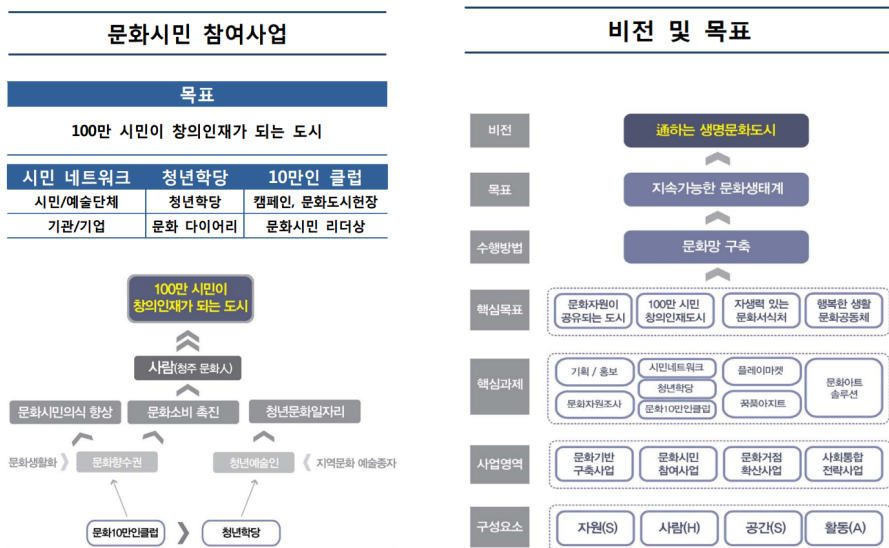 문화시민 참여사업
목표
100만 시민이 창의인재가 되는 도시
시민 네트워크 청년학당 10만인 클럽
시민/예술단체 청년학당 캠페인, 문화도시헌장
기관/기업 문화 다이어리 문화시민 리더상
100만 시민이
창의인재가 되는 도시
사람(청주 문화人)
문화시민의식 향상 문화소비 촉진 청년문화일자리
문화생활화 문화향수권 청년예술인 지역문화 예술종자
문화10만인클럽 청년학당
비전 및 목표
비전 通하는 생명문화도시
목표 지속가능한 문화생태계
수행방법 문화망 구축
핵심목표
문화자원이 100만 시민 자생력 있는 행복한 생활
공유되는 도시 창의인재도시 문화서식처 문화공동체
핵심과제
기획 / 홍보 시민네트워크 플레이마켓
청년학당
문화자원조사 문화10만인클럽 꿈품아지트
문화아트
솔루션
사업영역
문화기반 문화시민 문화거점 사회통합
구축사업 참여사업 확산사업 전략사업
구성요소 자원(S) 사람(H) 공간(S) 활동(A)